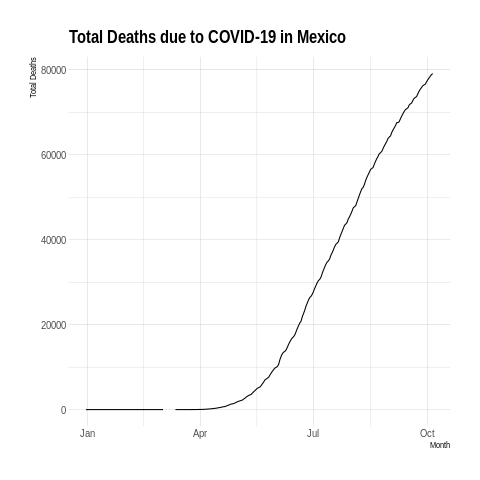 Total Deaths due to COVID-19 in Mexico
Total Deaths
80000
60000
40000
20000
0
Jan Apr Jul Oct
Month